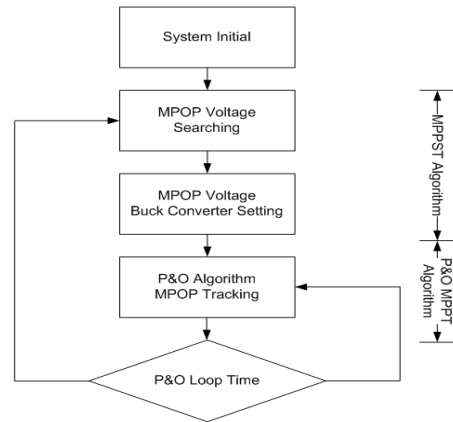 System Initial
MPOP Voltage
Searching
MPOP Voltage
Buck Converter Setting
P&O Algorithm
MPOP Tracking
P&O Loop Time
MPPST Algorithm
P&O MPPT
Algorithm